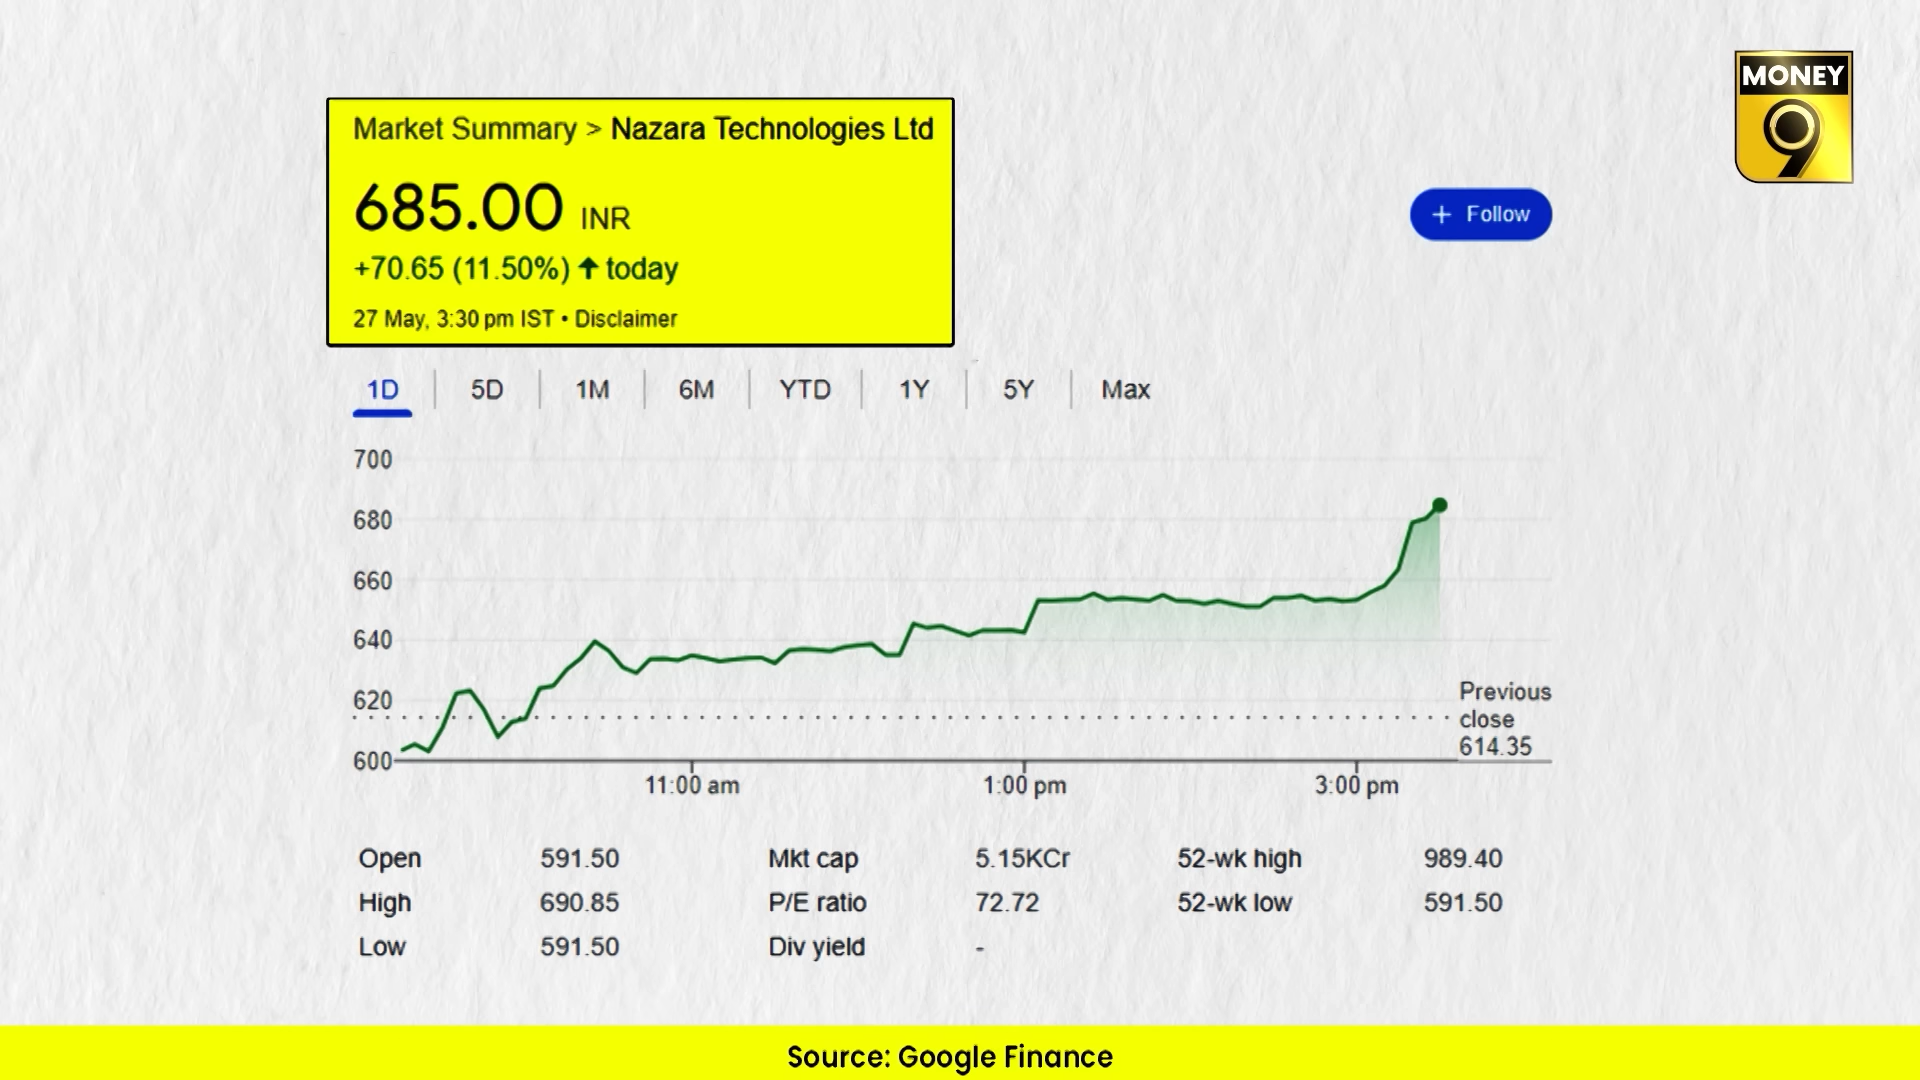 MONEY
9
Market Summary > Nazara Technologies Ltd
685.00 INR
+70.65 (11.50%) ↑ today
27 May, 3:30 pm IST • Disclaimer
+ Follow
1D 5D 1M 6M YTD 1Y 5Y Max
700
680
660
640
620
600
Previous
close
614.35
11:00 am 1:00 pm 3:00 pm
Open 591.50 Mkt cap 5.15KCr 52-wk high 989.40
High 690.85 P/E ratio 72.72 52-wk low 591.50
Low 591.50 Div yield -
Source: Google Finance